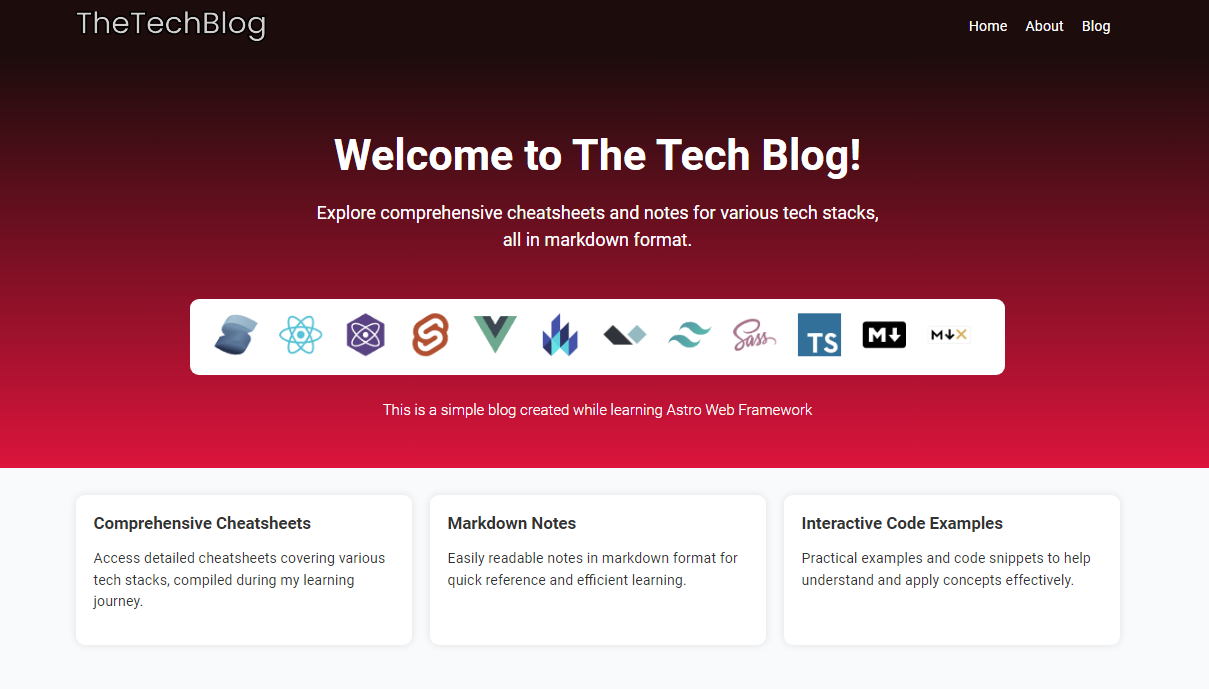 TheTechBlog
Home About Blog
Welcome to The Tech Blog!
Explore comprehensive cheatsheets and notes for various tech stacks,
all in markdown format.
Sass TS M M
This is a simple blog created while learning Astro Web Framework
Comprehensive Cheatsheets
Access detailed cheatsheets covering various
tech stacks, compiled during my learning
journey.
Markdown Notes
Easily readable notes in markdown format for
quick reference and efficient learning.
Interactive Code Examples
Practical examples and code snippets to help
understand and apply concepts effectively.